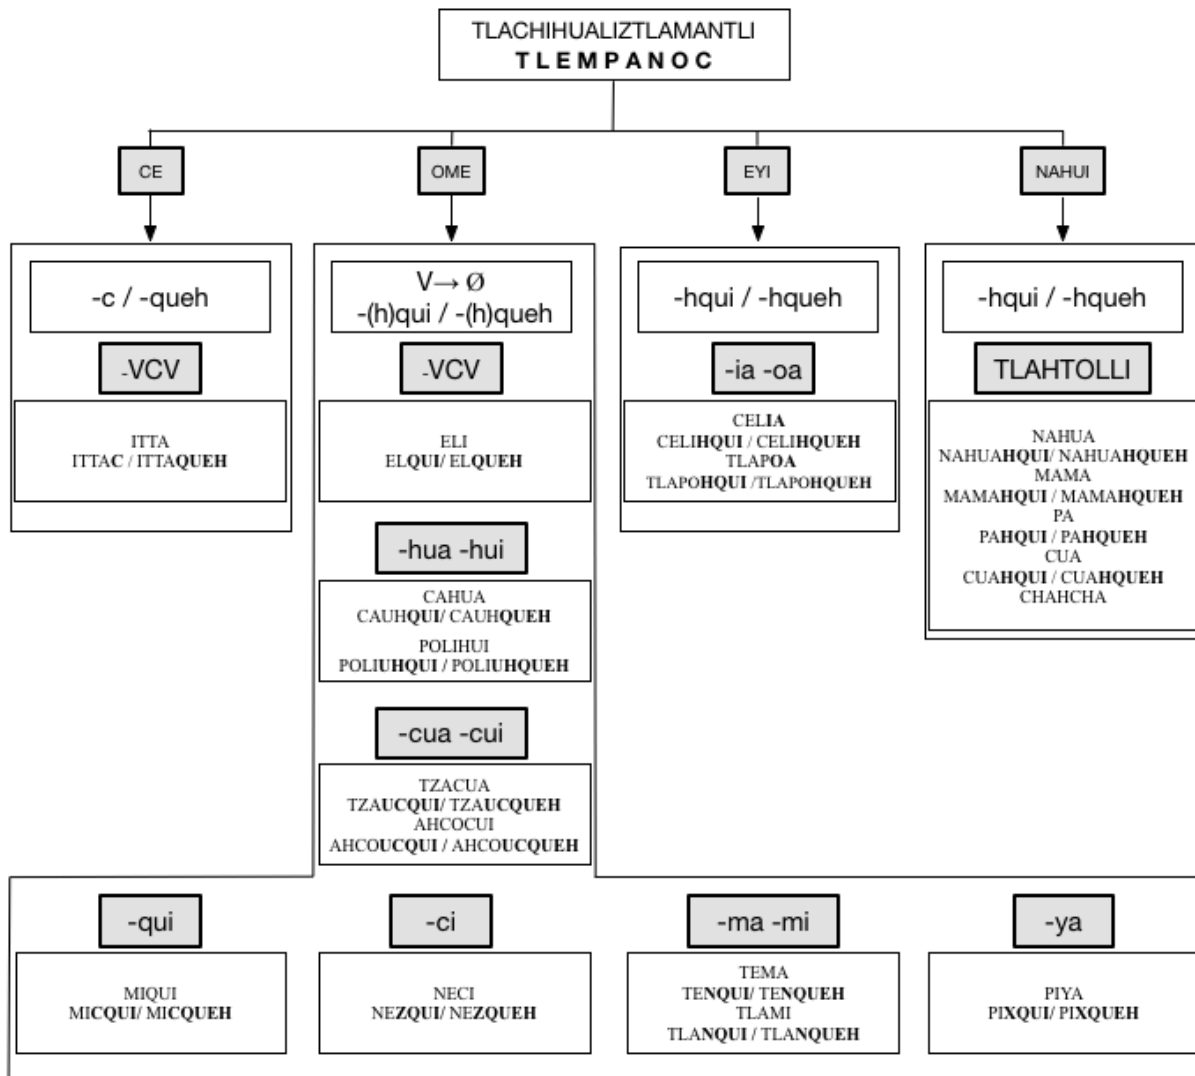 TLACHIHUALIZTLAMANTLI
TLEMPANOC
CE
OME
EYI
NAHUI
-c / -queh
-VCV
ITTA
ITTAC / ITTAQUEH
V→ Ø
-(h)qui / -(h)queh
-VCV
ELI
ELQUI/ ELQUEH
-hua -hui
CAHUA
CAUHQUI/ CAUHQUEH
POLIHUI
POLIUHQUI / POLIUHQUEH
-cua -cui
TZACUA
TZAUCQUI/ TZAUCQUEH
AHCOCUI
AHCOUCQUI / AHCOUCQUEH
-hqui / -hqueh
-ia -oa
CELIA
CELIHQUI / CELIHQUEH
TLAPOA
TLAPOHQUI /TLAPOHQUEH
-hqui / -hqueh
TLAHTOLLI
NAHUA
NAHUAHQUI/ NAHUAHQUEH
MAMA
MAMAHQUI / MAMAHQUEH
PA
PAHQUI / PAHQUEH
CUA
CUAHQUI / CUAHQUEH
CHAHCHA
-qui
MIQUI
MICQUI/ MICQUEH
-ci
NECI
NEZQUI/ NEZQUEH
-ma -mi
TEMA
TENQUI/ TENQUEH
TLAMI
TLANQUI / TLANQUEH
-ya
PIYA
PIXQUI/ PIXQUEH